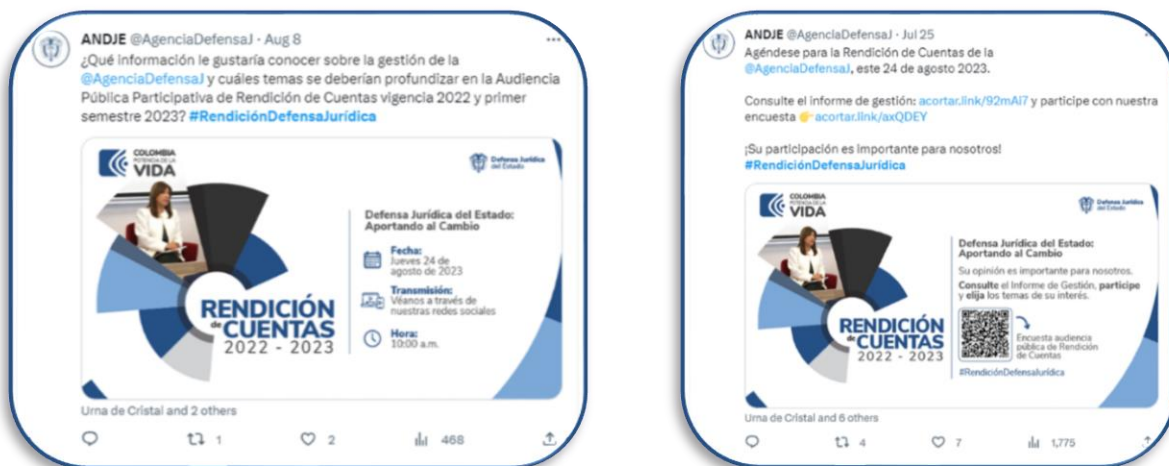 ANDJE @AgenciaDefensaJ · Aug 8
¿Qué información le gustaría conocer sobre la gestión de la
@AgenciaDefensaJ y cuáles temas se deberían profundizar en la Audiencia
Pública Participativa de Rendición de Cuentas vigencia 2022 y primer
semestre 2023? #RendiciónDefensaJurídica
COLOMBIA
POTENCIA DE LA
VIDA
Defensa Jurídica
del Estado
Defensa Jurídica del Estado:
Aportando al Cambio
Fecha:
Jueves 24 de
agosto de 2023
Transmisión:
Véanos a través de
nuestras redes sociales
Hora:
10:00 a.m.
RENDICIÓN
de CUENTAS
2022 - 2023
Urna de Cristal and 2 others
1
2
468
ANDJE @AgenciaDefensaJ · Jul 25
Agéndese para la Rendición de Cuentas de la
@AgenciaDefensaJ, este 24 de agosto 2023.
Consulte el informe de gestión: acortar.link/92mAl7 y participe con nuestra
encuesta 👉 acortar.link/axQDEY
¡Su participación es importante para nosotros!
#RendiciónDefensaJurídica
COLOMBIA
POTENCIA DE LA
VIDA
Defensa Jurídica
del Estado
Defensa Jurídica del Estado:
Aportando al Cambio
Su opinión es importante para nosotros.
Consulte el Informe de Gestión, participe
y elija los temas de su interés.
Encuesta audiencia
pública de Rendición
de Cuentas
#RendiciónDefensaJurídica
RENDICIÓN
de CUENTAS
2022 - 2023
Urna de Cristal and 6 others
4
7
1,775